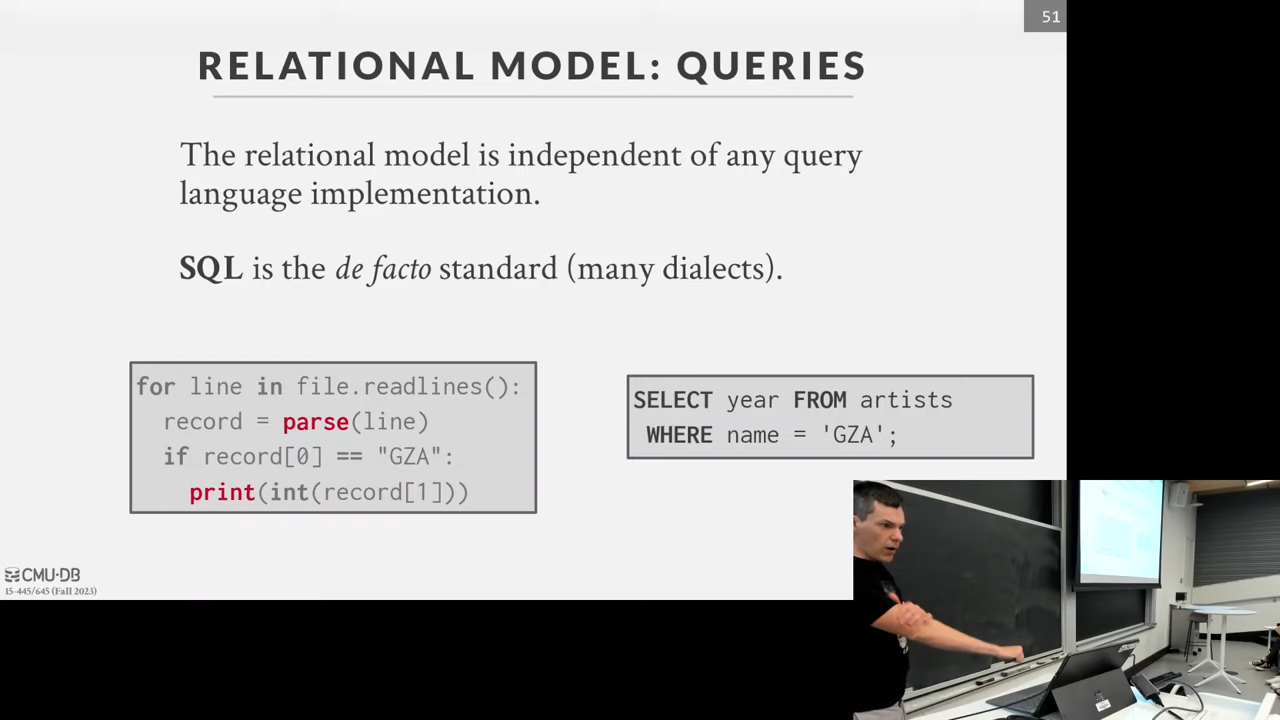 51
RELATIONAL MODEL: QUERIES
The relational model is independent of any query
language implementation.
SQL is the de facto standard (many dialects).
for line in file.readlines():
  record = parse(line)
  if record[0] == "GZA":
    print(int(record[1]))
SELECT year FROM artists
 WHERE name = 'GZA';
CMU·DB
15-445/645 (Fall 2023)